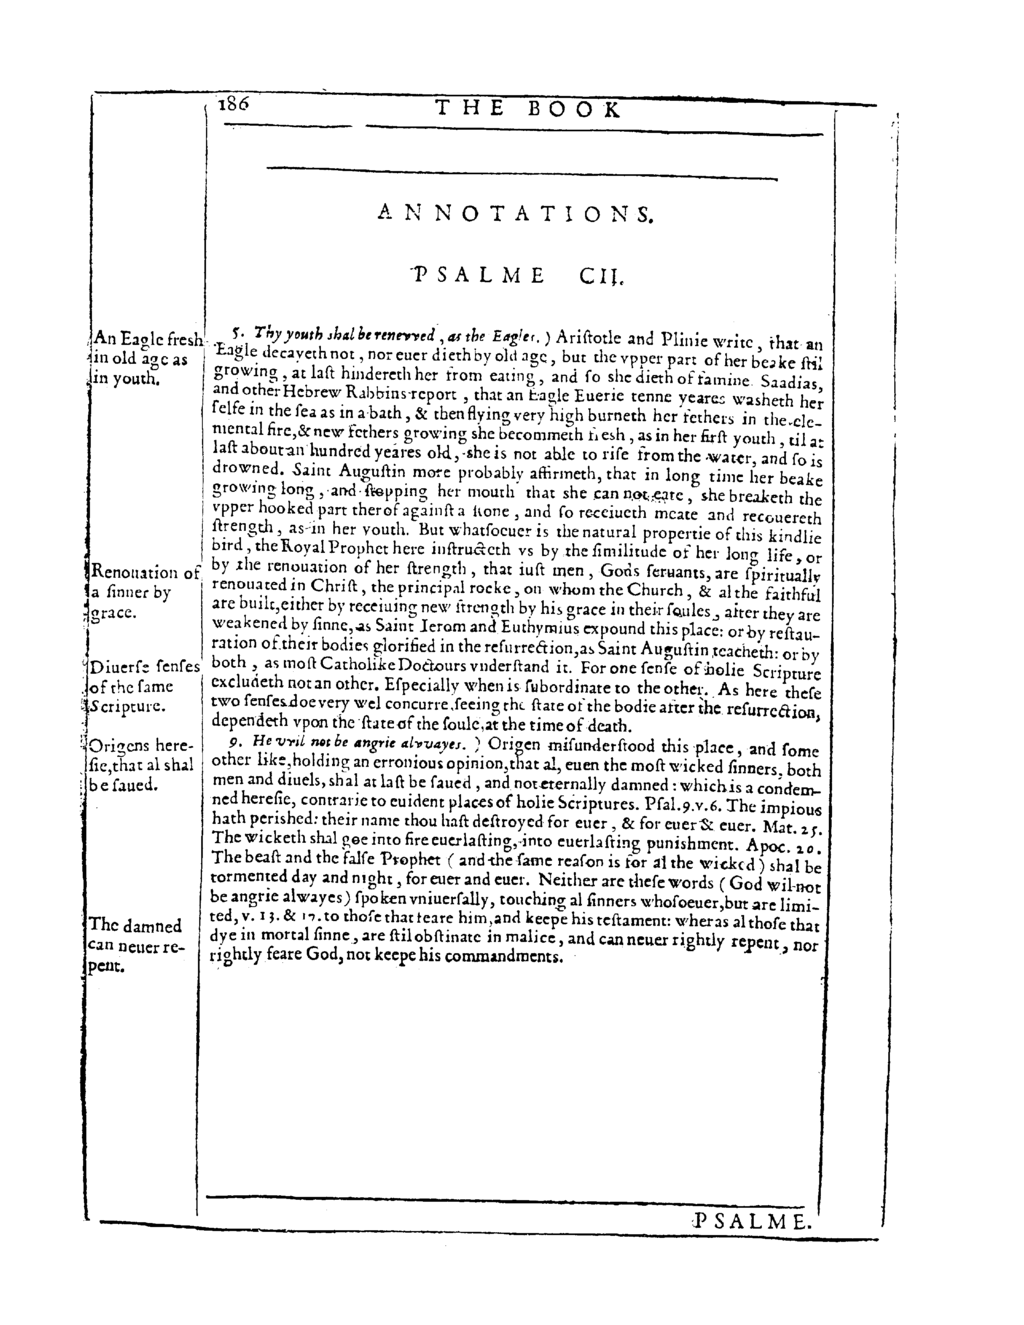 186
THE BOOK
ANNOTATIONS.
PSALME CII.
An Eagle fresh
in old age as
in youth.
5. Thy youth shal be renevved, as the Eagles.) Ariſtotle and Plinie write, that an
Eagle decayeth not, nor euer dieth by old age, but the vpper part of her beake ſtil
growing, at laſt hindereth her from eating, and ſo she dieth of famine. Saadias,
and other Hebrew Rabbins report, that an Eagle Euerie tenne yeares washeth her
ſelfe in the ſea as in a bath, & then flying very high burneth her fethers in the ele-
mental fire, & new fethers growing she becommeth fresh, as in her firſt youth, til at
laſt about an hundred yeares old, she is not able to riſe from the water, and ſo is
drowned. Saint Auguſtin more probably affirmeth, that in long time her beake
growing long, and ſtopping her mouth that she can not eate, she breaketh the
vpper hooked part therof againſt a ſtone, and ſo receiueth meate and recouereth
ſtrength, as in her youth. But whatſoeuer is the natural propertie of this kindlie
bird, the Royal Prophet here inſtructeth vs by the ſimilitude of her long life, or
by the renouation of her ſtrength, that iuſt men, Gods ſeruants, are ſpiritually
renouated in Chriſt, the principal rocke, on whom the Church, & al the faithful
are built, either by receiuing new ſtrength by his grace in their ſoules, after they are
weakened by ſinne, as Saint Ierom and Euthymius expound this place: or by reſtau-
ration of their bodies glorified in the reſurrection, as Saint Auguſtin teacheth: or by
both, as moſt Catholike Doctours vnderſtand it. For one ſenſe of holie Scripture
excludeth not an other. Eſpecially when is ſubordinate to the other. As here theſe
two ſenſes doe very wel concurre, ſeeing the ſtate of the bodie after the reſurrection,
dependeth vpon the ſtate of the ſoule, at the time of death.
Renouation of
a ſinner by
grace.
Diuerſe ſenſes
of the ſame
Scripture.
9. He vvil not be angrie alvvayes.) Origen miſunderſtood this place, and ſome
other like, holding an erronious opinion, that al, euen the moſt wicked ſinners, both
men and diuels, shal at laſt be ſaued, and not eternally damned: which is a condem-
ned hereſie, contrarie to euident places of holie Scriptures. Pſal. 9. v. 6. The impious
hath perished: their name thou haſt deſtroyed for euer, & for euer & euer. Mat. 25.
The wicketh shal goe into fire euerlaſting, into euerlaſting punishment. Apoc. 20.
The beaſt and the falſe Prophet (and the ſame reaſon is for al the wicked) shal be
tormented day and night, for euer and euer. Neither are theſe words (God wil not
be angrie alwayes) ſpoken vniuerſally, touching al ſinners whoſoeuer, but are limi-
ted, v. 13. & 17. to thoſe that feare him, and keepe his teſtament: wheras al thoſe that
dye in mortal ſinne, are ſtil obſtinate in malice, and can neuer rightly repent, nor
rightly feare God, not keepe his commandments.
Origens here-
ſie, that al shal
be ſaued.
The damned
can neuer re-
pent.
PSALME.